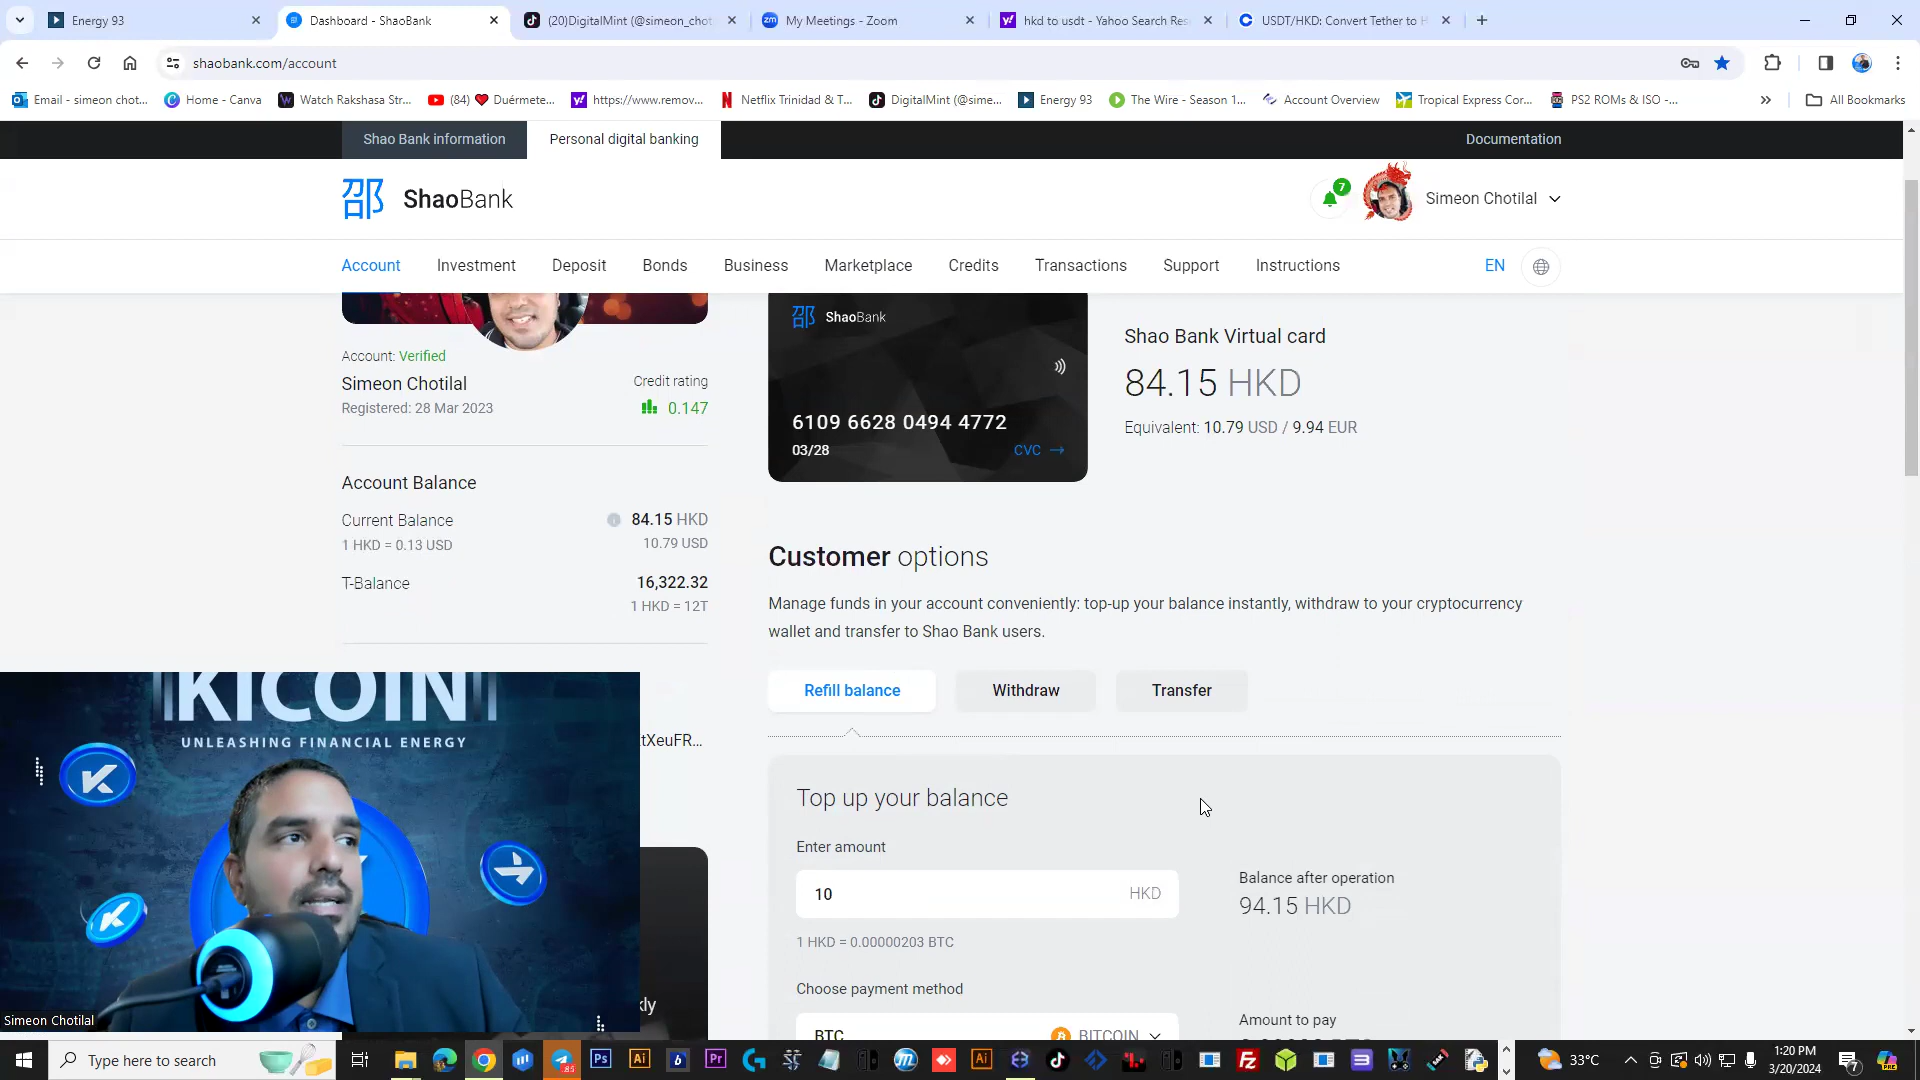 Energy 93
Dashboard - ShaoBank
(20)DigitalMint (@simeon_chot
My Meetings - Zoom
hkd to usdt - Yahoo Search Res
USDT/HKD: Convert Tether to H
shaobank.com/account
Email - simeon chot...
Home - Canva
Watch Rakshasa Str...
(84) ❤ Duérmete...
https://www.remov...
Netflix Trinidad & T...
DigitalMint (@sime...
Energy 93
The Wire - Season 1...
Account Overview
Tropical Express Cor...
PS2 ROMs & ISO -...
All Bookmarks
Shao Bank information
Personal digital banking
Documentation
邵 ShaoBank
7
Simeon Chotilal
Account
Investment
Deposit
Bonds
Business
Marketplace
Credits
Transactions
Support
Instructions
EN
Account: Verified
Simeon Chotilal
Registered: 28 Mar 2023
Credit rating
0.147
Account Balance
Current Balance
84.15 HKD
1 HKD = 0.13 USD
10.79 USD
T-Balance
16,322.32
1 HKD = 12T
邵 ShaoBank
6109 6628 0494 4772
03/28
CVC →
Shao Bank Virtual card
84.15 HKD
Equivalent: 10.79 USD / 9.94 EUR
Customer options
Manage funds in your account conveniently: top-up your balance instantly, withdraw to your cryptocurrency
wallet and transfer to Shao Bank users.
Refill balance
Withdraw
Transfer
Top up your balance
Enter amount
10
HKD
1 HKD = 0.00000203 BTC
Balance after operation
94.15 HKD
Choose payment method
BTC
BITCOIN
Amount to pay
tXeuFR...
kly
KICOIN
UNLEASHING FINANCIAL ENERGY
Simeon Chotilal
Type here to search
33°C
1:20 PM
3/20/2024
7